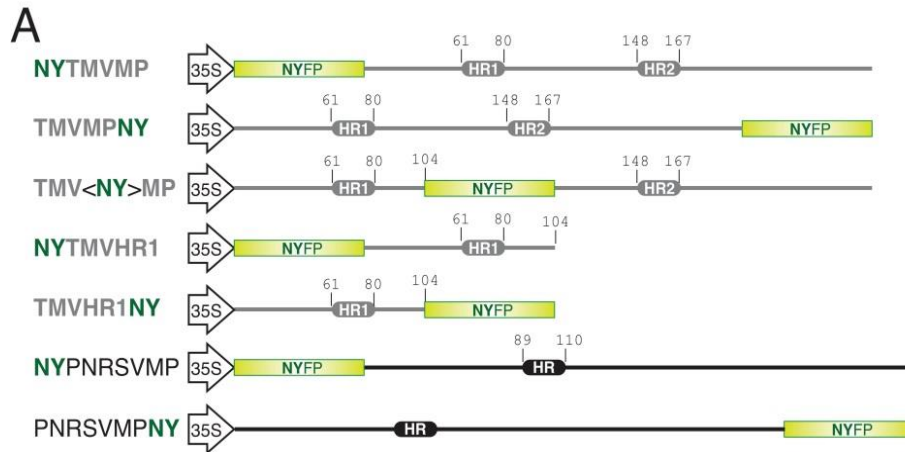 A
61 80 148 167
NYTMVMP 35S NYFP HR1 HR2
61 80 148 167
TMVMPNY 35S HR1 HR2 NYFP
61 80 104 148 167
TMV<NY>MP 35S HR1 NYFP HR2
61 80 104
NYTMVHR1 35S NYFP HR1
61 80 104
TMVHR1NY 35S HR1 NYFP
89 110
NYPNRSVMP 35S NYFP HR
PNRSVMPNY 35S HR NYFP